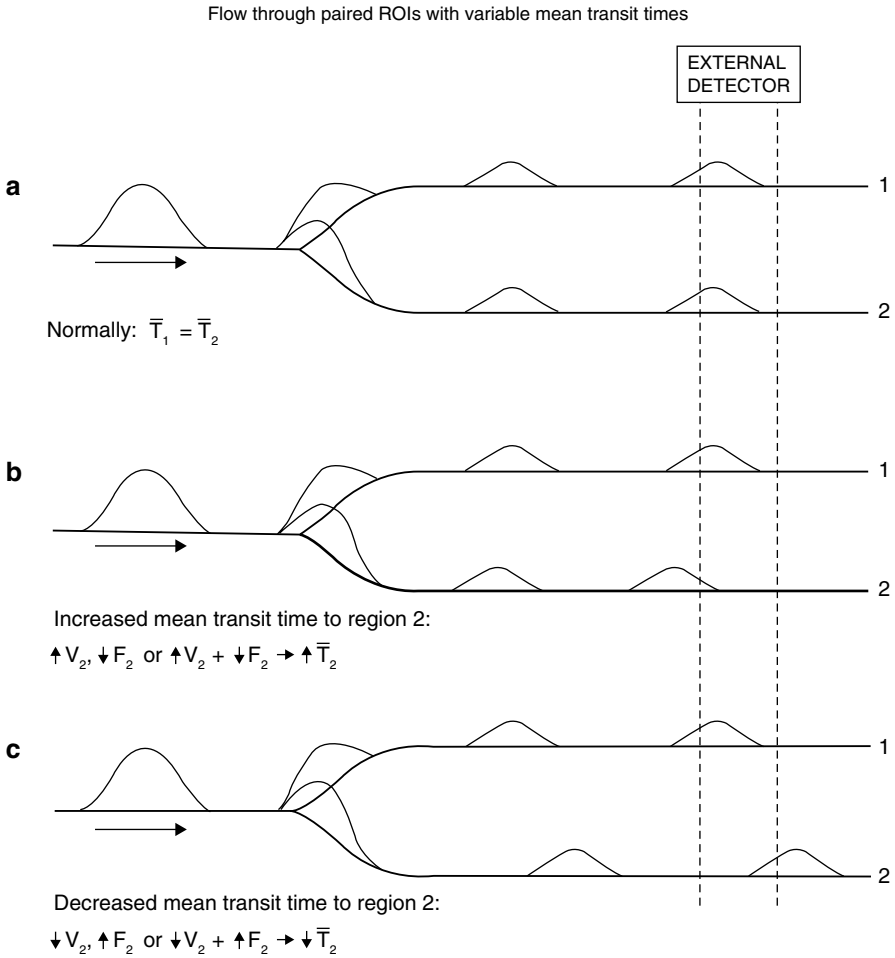 Flow through paired ROIs with variable mean transit times
EXTERNAL
DETECTOR
a
1
2
Normally: T̅₁ = T̅₂
b
1
2
Increased mean transit time to region 2:
↑V₂, ↓F₂ or ↑V₂ + ↓F₂ → ↑T̅₂
c
1
2
Decreased mean transit time to region 2:
↓V₂, ↑F₂ or ↓V₂ + ↑F₂ → ↓T̅₂